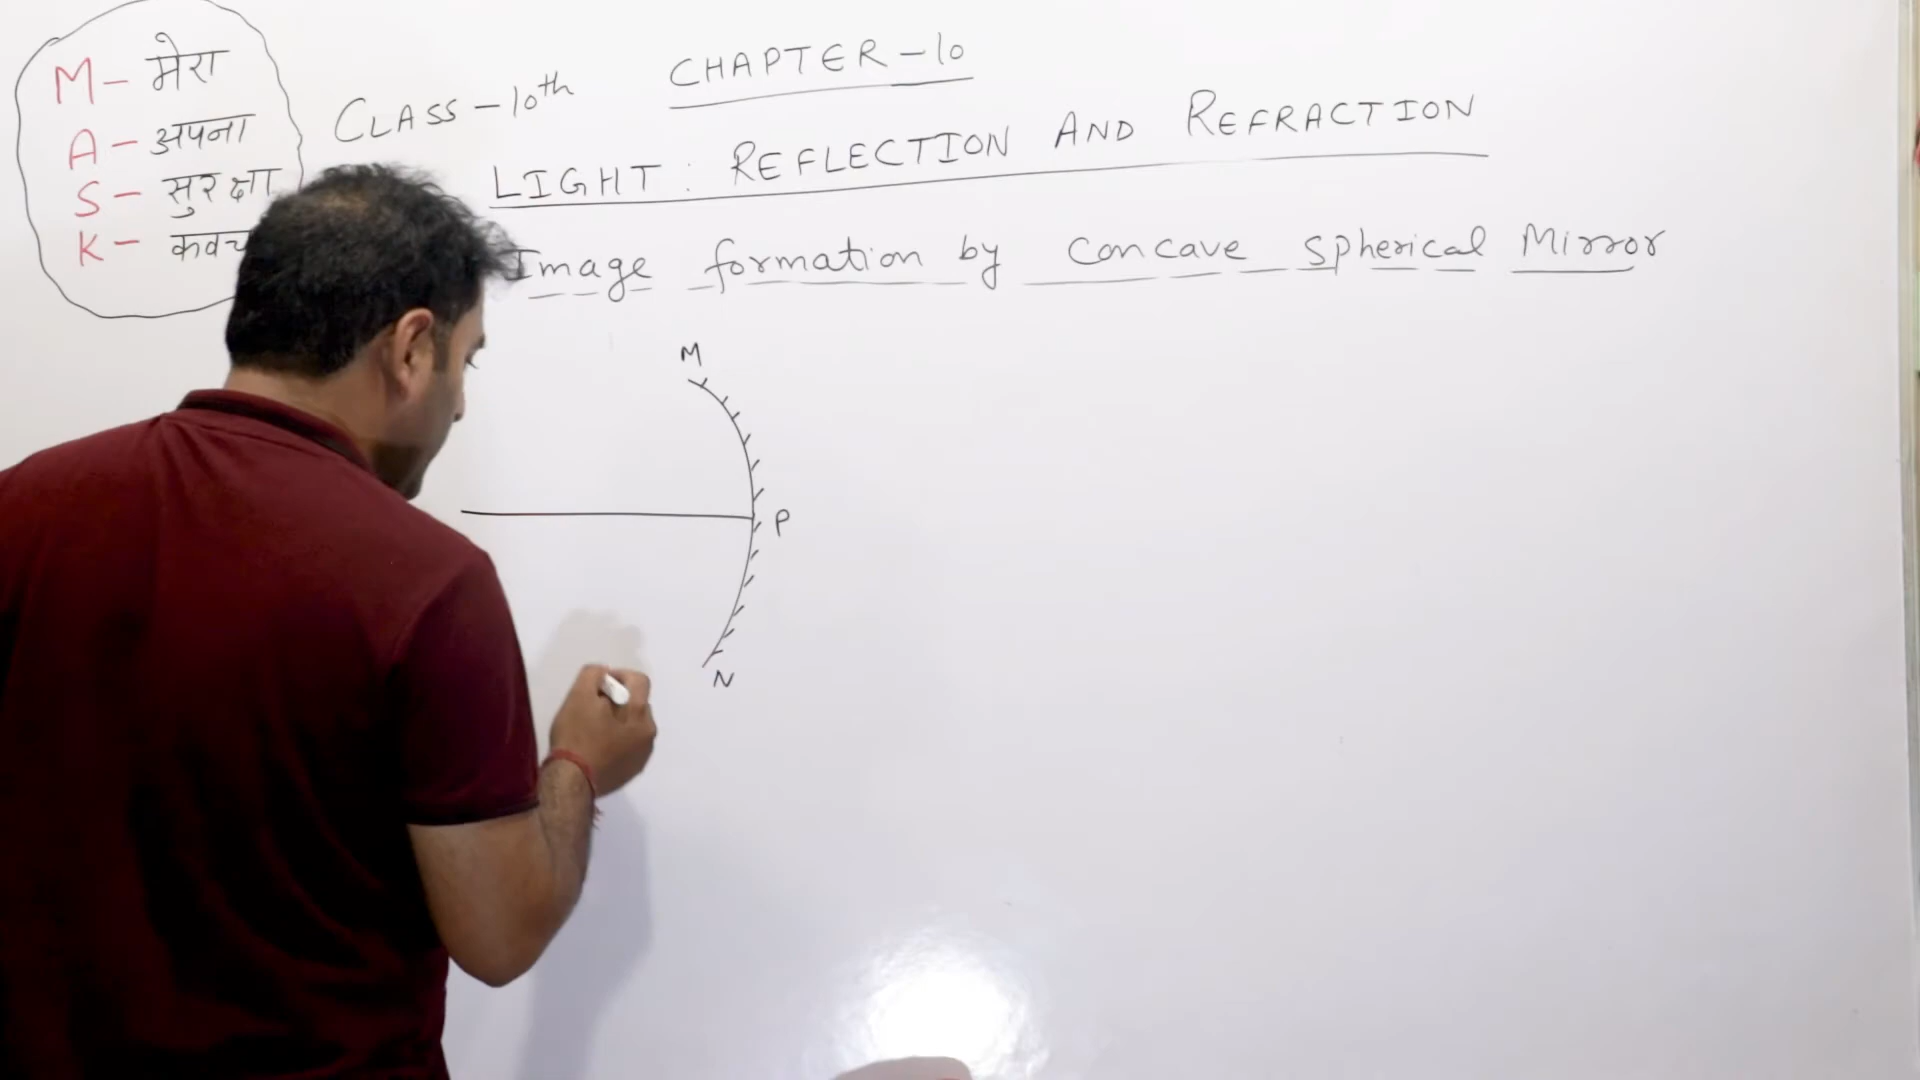 M - मेरा
A - अपना
S - सुरक्षा
K - कवच
CLASS - 10th
CHAPTER - 10
LIGHT : REFLECTION AND REFRACTION
Image formation by Concave Spherical Mirror
M
P
N